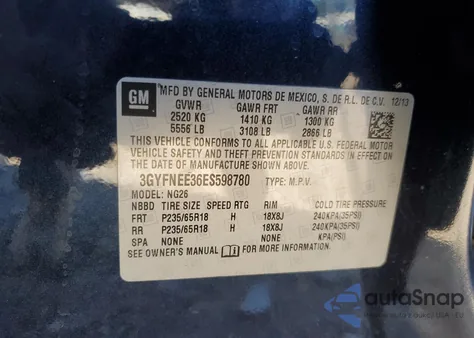 GM
MFD BY GENERAL MOTORS DE MEXICO, S. DE R.L. DE C.V. 12/13
GVWR GAWR FRT GAWR RR
2520 KG 1410 KG 1300 KG
5556 LB 3108 LB 2866 LB
THIS VEHICLE CONFORMS TO ALL APPLICABLE U.S. FEDERAL MOTOR
VEHICLE SAFETY AND THEFT PREVENTION STANDARDS IN EFFECT ON THE
DATE OF MANUFACTURE SHOWN ABOVE.
3GYFNEE36ES598780 TYPE: M.P.V.
MODEL: NG26
NBBD TIRE SIZE SPEED RTG RIM COLD TIRE PRESSURE
FRT P235/65R18 H 18X8J 240KPA(35PSI)
RR P235/65R18 H 18X8J 240KPA(35PSI)
SPA NONE NONE KPA(PSI)
SEE OWNER'S MANUAL FOR MORE INFORMATION.
autoSnap